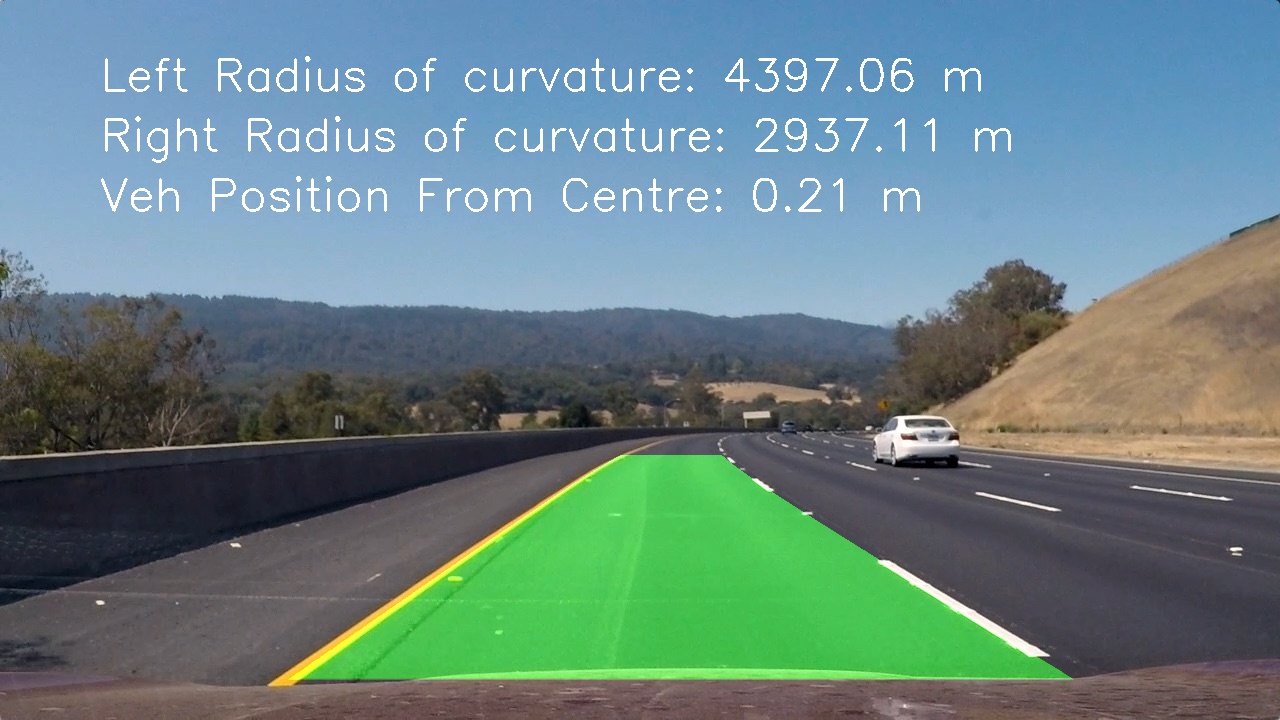 Left Radius of curvature: 4397.06 m
Right Radius of curvature: 2937.11 m
Veh Position From Centre: 0.21 m